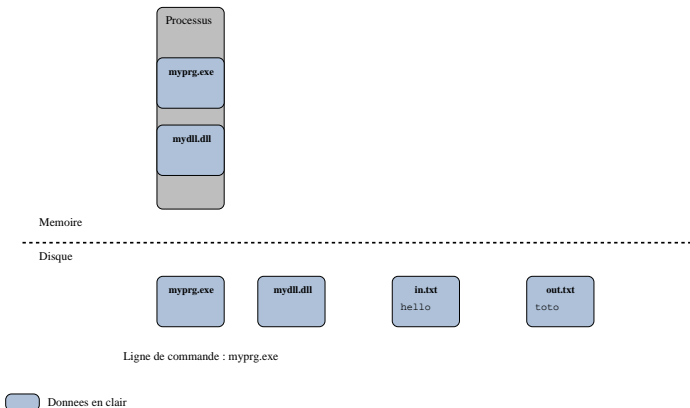 Processus
myprg.exe
mydll.dll
Memoire
Disque
myprg.exe
mydll.dll
in.txt
out.txt
hello
toto
Ligne de commande : myprg.exe
Donnees en clair